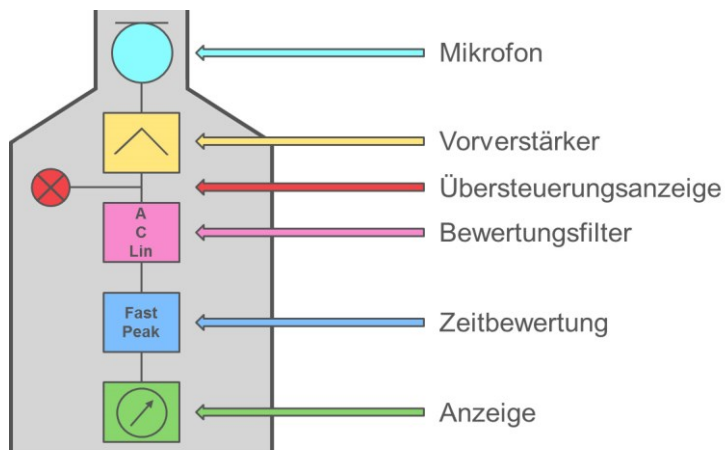 Mikrofon
Vorverstärker
Übersteuerungsanzeige
A
C
Lin
Bewertungsfilter
Fast
Peak
Zeitbewertung
Anzeige